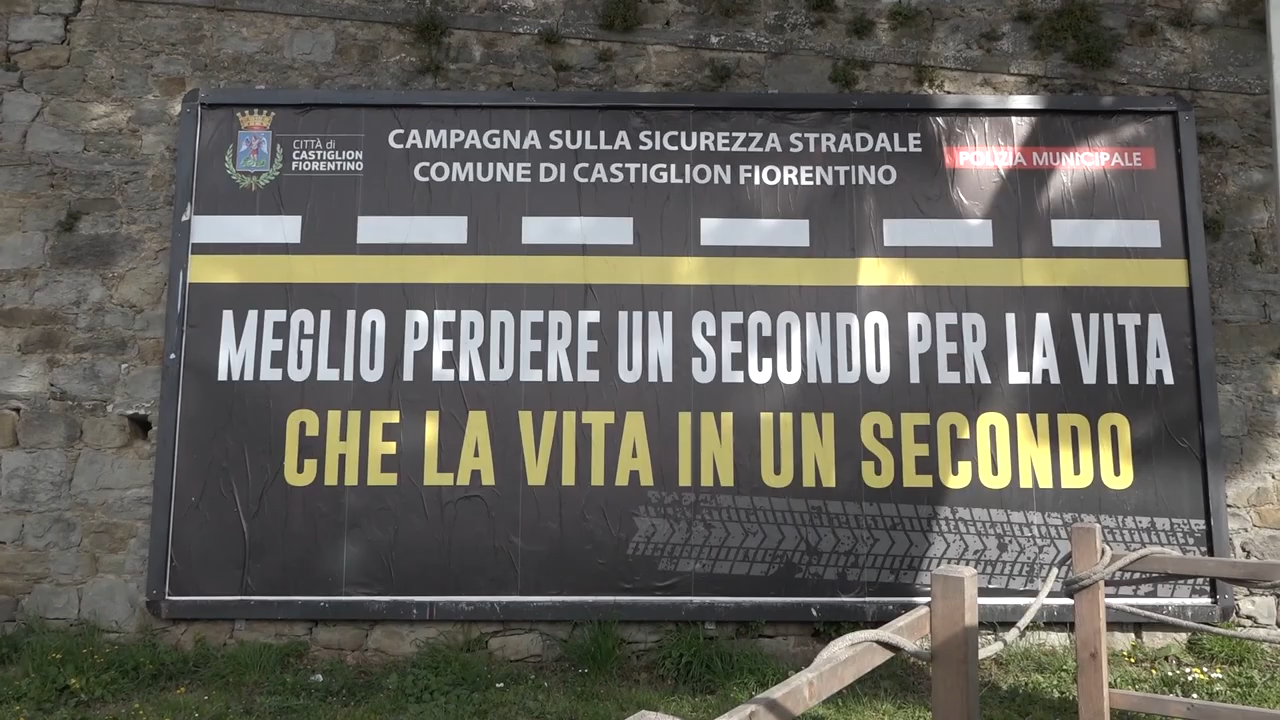 CITTÀ di
CASTIGLION
FIORENTINO
CAMPAGNA SULLA SICUREZZA STRADALE
COMUNE DI CASTIGLION FIORENTINO
POLIZIA MUNICIPALE
MEGLIO PERDERE UN SECONDO PER LA VITA
CHE LA VITA IN UN SECONDO